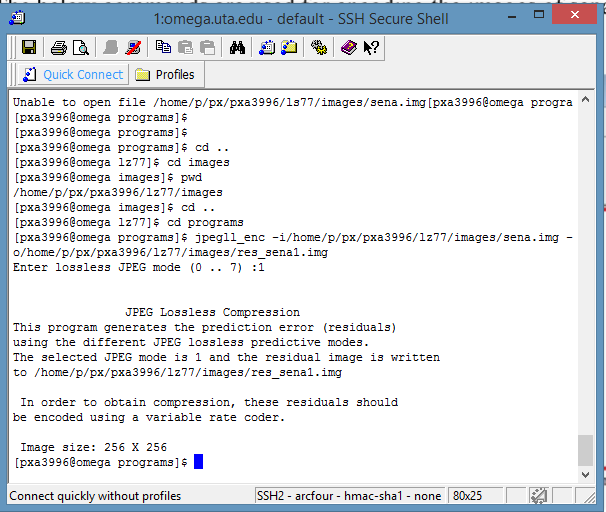 1:omega.uta.edu - default - SSH Secure Shell
Quick Connect Profiles
Unable to open file /home/p/px/pxa3996/ls77/images/sena.img[pxa3996@omega progra
[pxa3996@omega programs]$
[pxa3996@omega programs]$
[pxa3996@omega programs]$ cd ..
[pxa3996@omega lz77]$ cd images
[pxa3996@omega images]$ pwd
/home/p/px/pxa3996/lz77/images
[pxa3996@omega images]$ cd ..
[pxa3996@omega lz77]$ cd programs
[pxa3996@omega programs]$ jpegll_enc -i/home/p/px/pxa3996/lz77/images/sena.img -
o/home/p/px/pxa3996/lz77/images/res_sena1.img
Enter lossless JPEG mode (0 .. 7) :1
JPEG Lossless Compression
This program generates the prediction error (residuals)
using the different JPEG lossless predictive modes.
The selected JPEG mode is 1 and the residual image is written
to /home/p/px/pxa3996/lz77/images/res_sena1.img
In order to obtain compression, these residuals should
be encoded using a variable rate coder.
Image size: 256 X 256
[pxa3996@omega programs]$
Connect quickly without profiles SSH2 - arcfour - hmac-sha1 - none 80x25